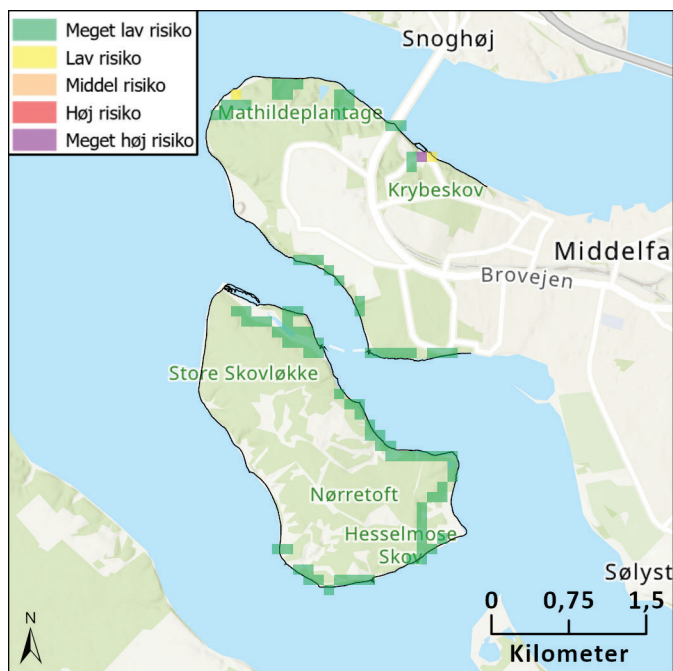 Meget lav risiko
Lav risiko
Middel risiko
Høj risiko
Meget høj risiko
Snoghøj
Mathildeplantage
Krybeskov
Middelfa
Brovejen
Store Skovløkke
Nørretoft
Hesselmose
Skov
Sølyst
0 0,75 1,5
Kilometer
N